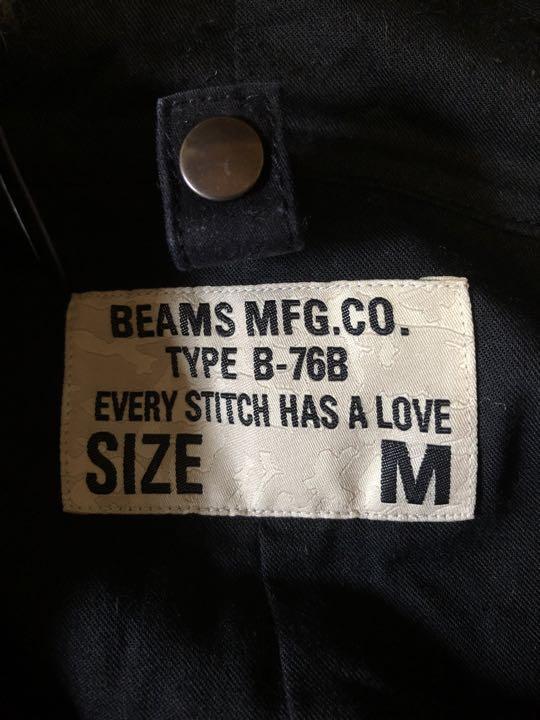 BEAMS MFG.CO.
TYPE B-76B
EVERY STITCH HAS A LOVE
SIZE M